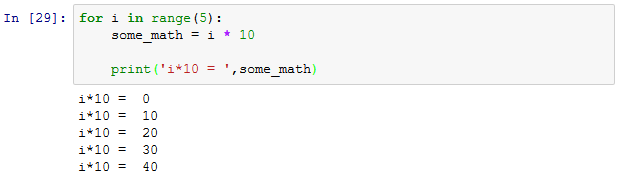 In [29]: for i in range(5):
    some_math = i * 10
    print('i*10 = ',some_math)
i*10 =  0
i*10 =  10
i*10 =  20
i*10 =  30
i*10 =  40